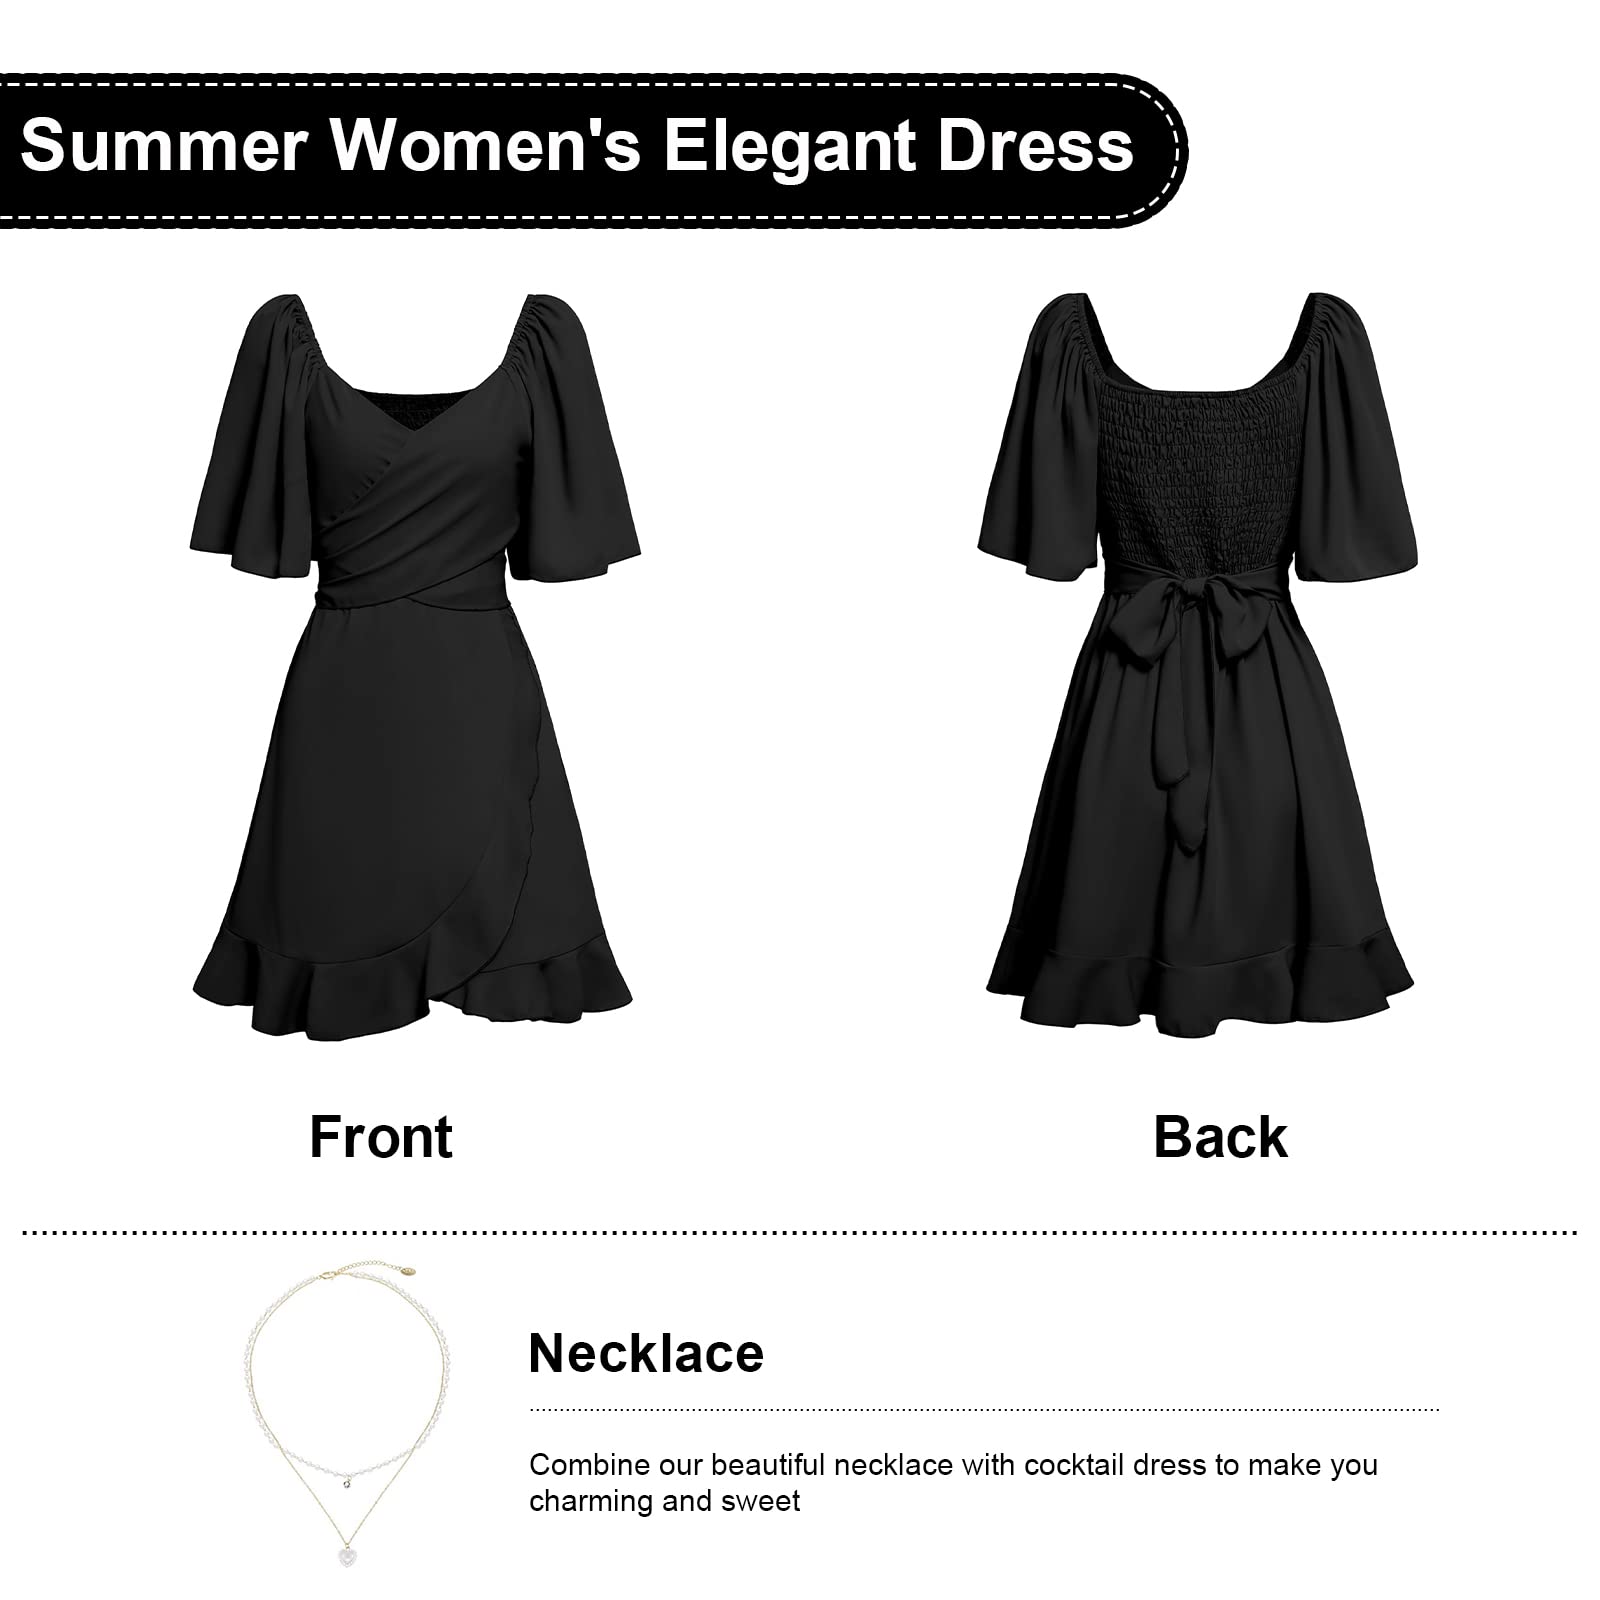 Summer Women's Elegant Dress
Front
Back
Necklace
Combine our beautiful necklace with cocktail dress to make you
charming and sweet